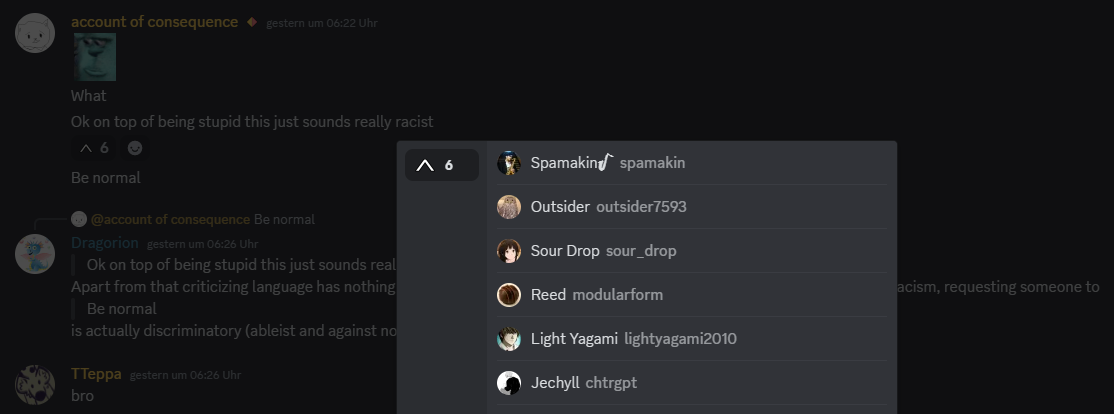 account of consequence gestern um 06:22 Uhr
What
Ok on top of being stupid this just sounds really racist
6
Be normal
@account of consequence Be normal
Dragorion gestern um 06:26 Uhr
Ok on top of being stupid this just sounds real
Apart from that criticizing language has nothing
acism, requesting someone to
Be normal
is actually discriminatory (ableist and against no
TTeppa gestern um 06:26 Uhr
bro
6
Spamakin spamakin
Outsider outsider7593
Sour Drop sour_drop
Reed modularform
Light Yagami lightyagami2010
Jechyll chtrgpt